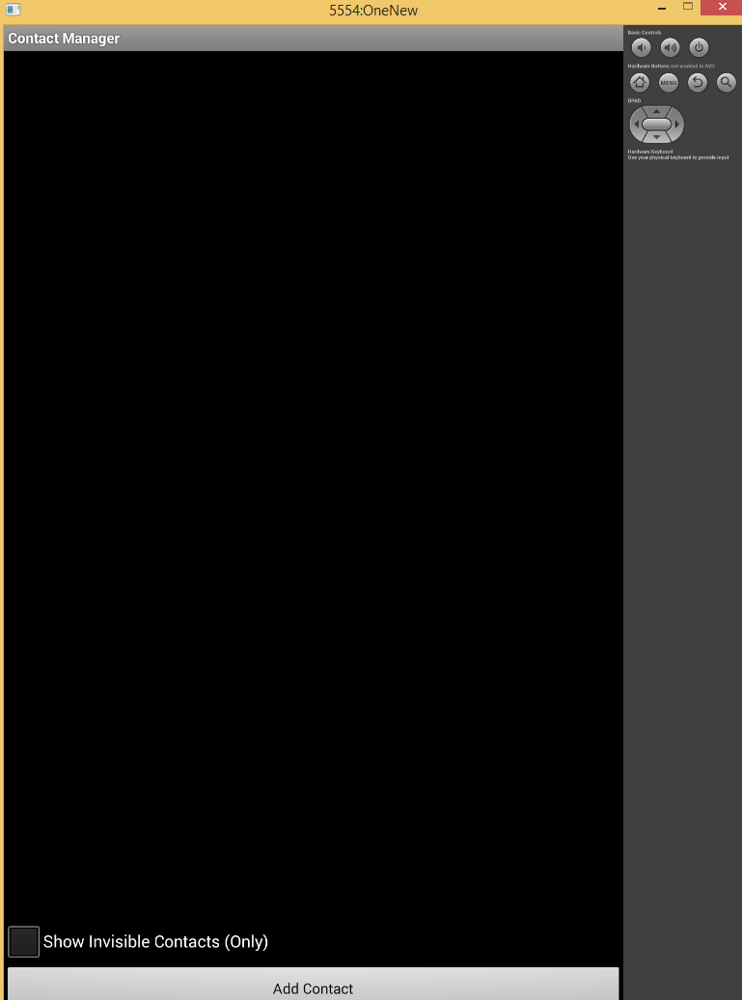 5554:OneNew
Contact Manager
Basic Controls
Hardware Buttons not enabled in AVD
MENU
DPAD
Hardware Keyboard
Use your physical keyboard to provide input
Show Invisible Contacts (Only)
Add Contact